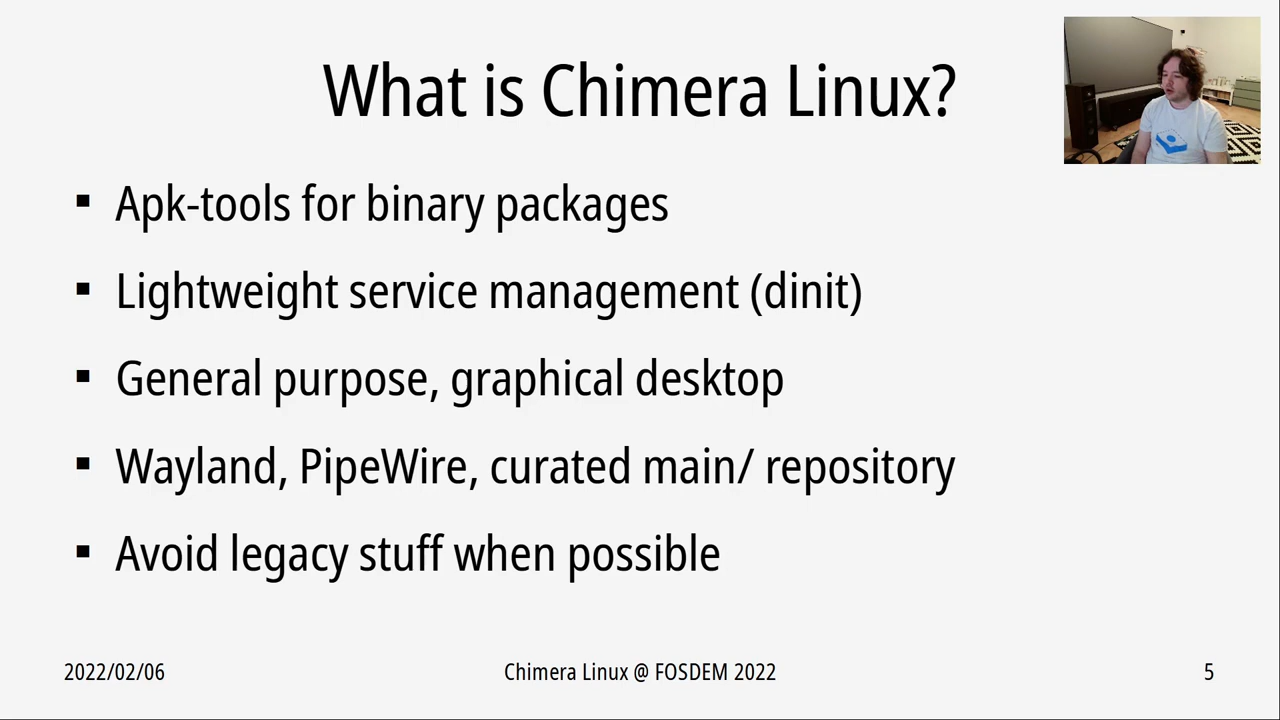 What is Chimera Linux?
▪ Apk-tools for binary packages
▪ Lightweight service management (dinit)
▪ General purpose, graphical desktop
▪ Wayland, PipeWire, curated main/ repository
▪ Avoid legacy stuff when possible
2022/02/06
Chimera Linux @ FOSDEM 2022
5